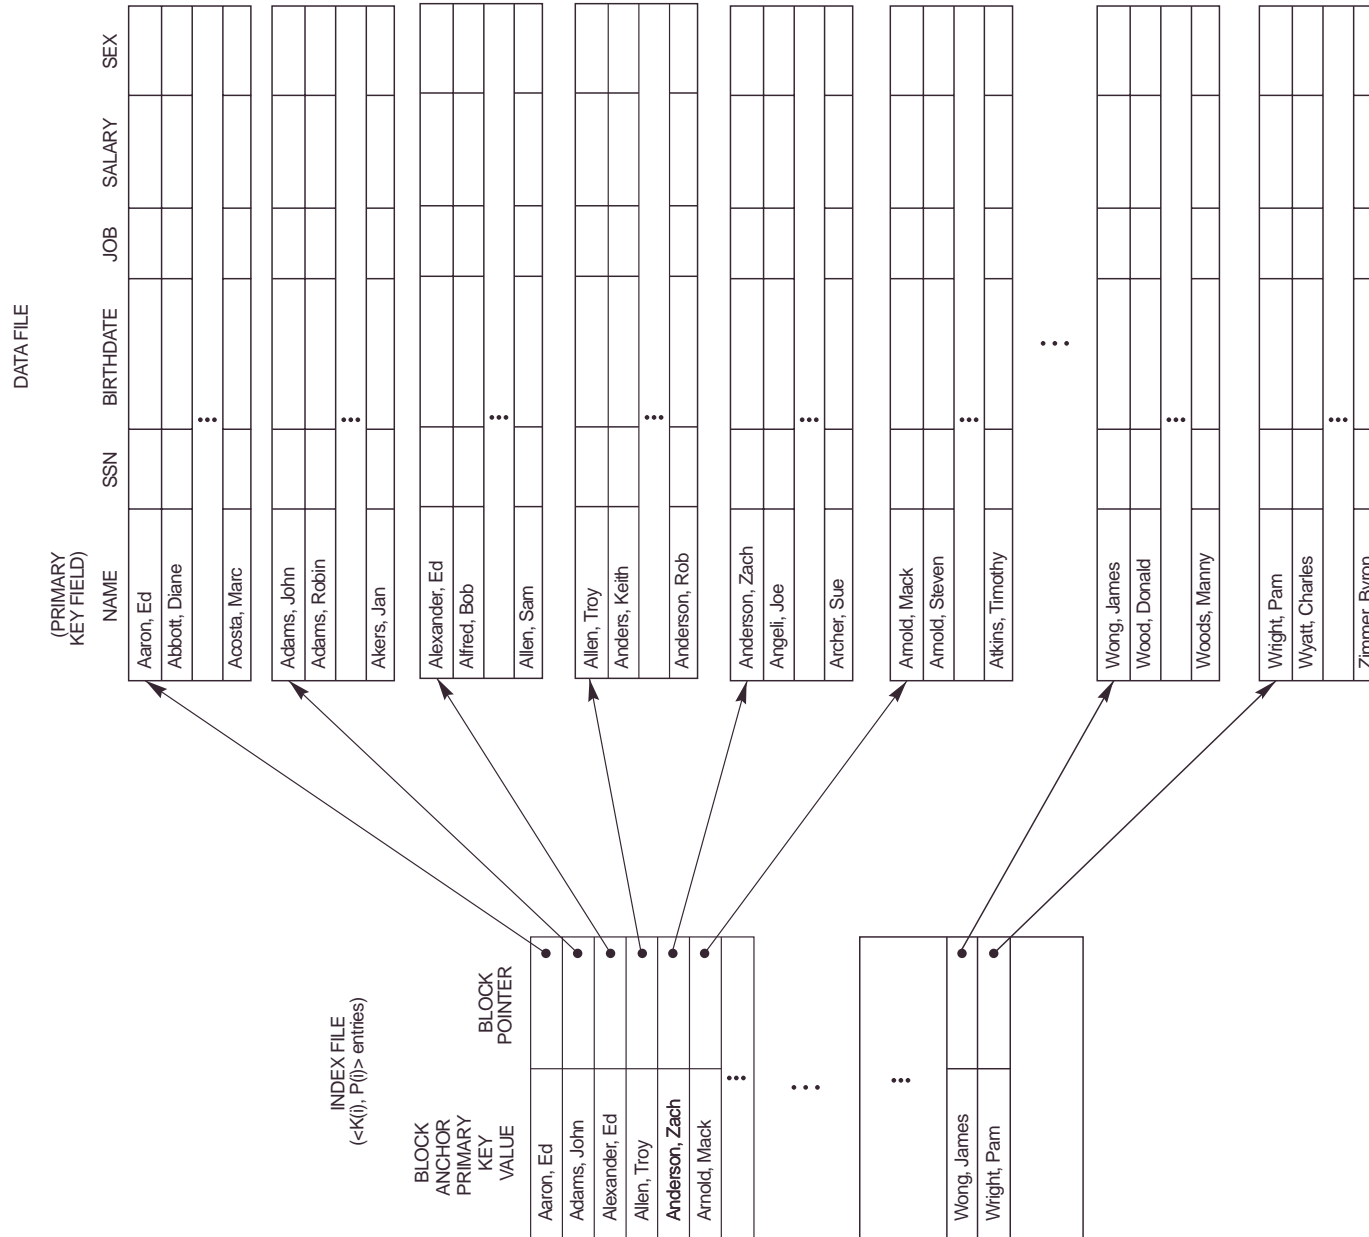 DATA FILE
(PRIMARY
KEY FIELD)
NAME SSN BIRTHDATE JOB SALARY SEX
Aaron, Ed
Abbott, Diane
...
Acosta, Marc
Adams, John
Adams, Robin
...
Akers, Jan
Alexander, Ed
Alfred, Bob
...
Allen, Sam
Allen, Troy
Anders, Keith
...
Anderson, Rob
Anderson, Zach
Angeli, Joe
...
Archer, Sue
Arnold, Mack
Arnold, Steven
...
Atkins, Timothy
...
Wong, James
Wood, Donald
...
Woods, Manny
Wright, Pam
Wyatt, Charles
...
Zimmer, Byron
INDEX FILE
(<K(i), P(i)> entries)
BLOCK
ANCHOR
PRIMARY
KEY
VALUE
BLOCK
POINTER
Aaron, Ed
Adams, John
Alexander, Ed
Allen, Troy
Anderson, Zach
Arnold, Mack
...
...
...
Wong, James
Wright, Pam